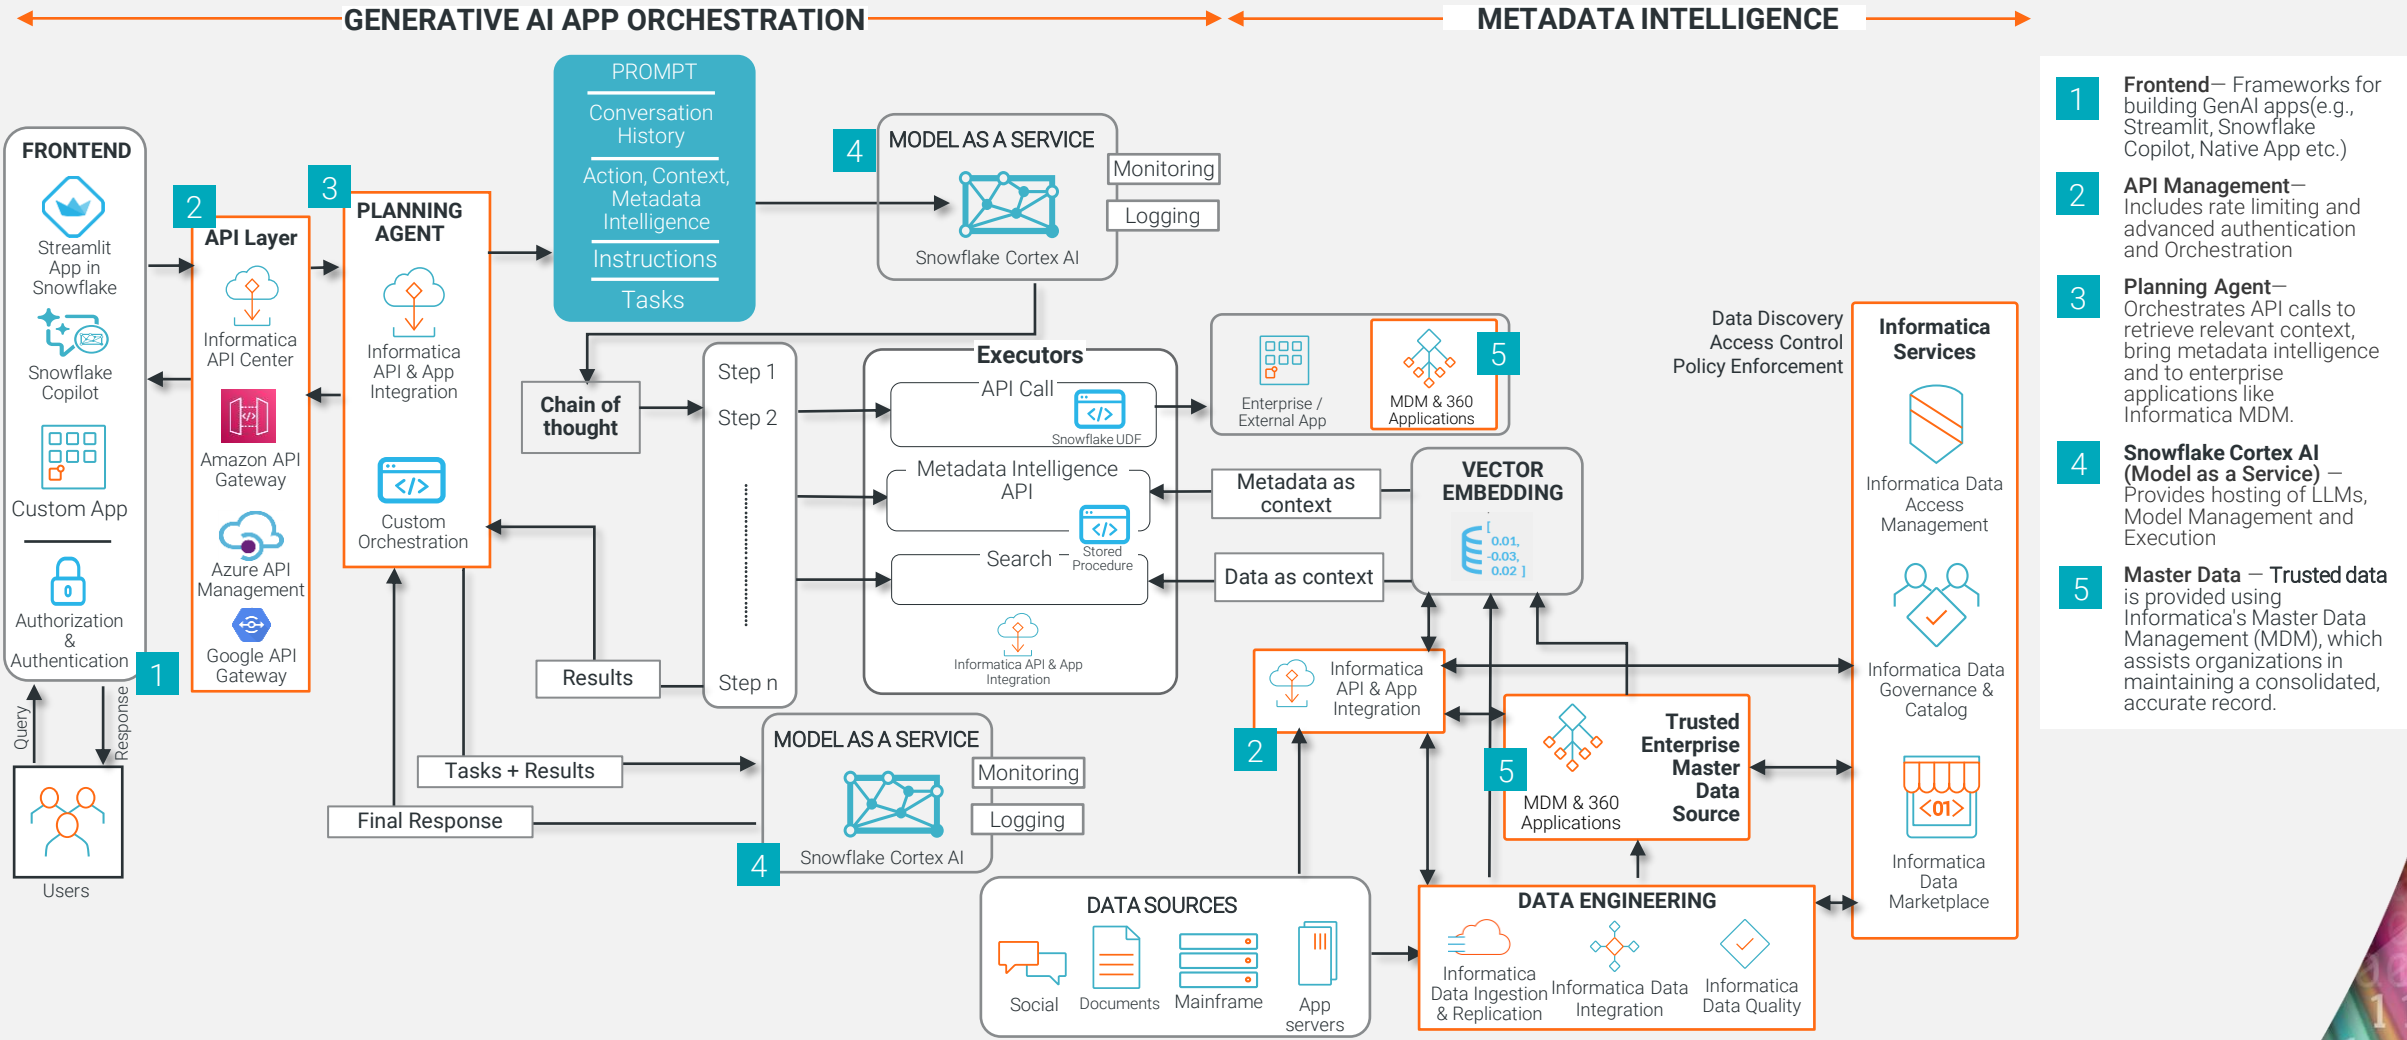 GENERATIVE AI APP ORCHESTRATION
METADATA INTELLIGENCE
FRONTEND
Streamlit
App in
Snowflake
Snowflake
Copilot
Custom App
Authorization
&
Authentication
1
Query
Response
Users
2
API Layer
Informatica
API Center
Amazon API
Gateway
Azure API
Management
Google API
Gateway
3
PLANNING
AGENT
Informatica
API & App
Integration
Custom
Orchestration
PROMPT
Conversation
History
Action, Context,
Metadata
Intelligence
Instructions
Tasks
4
MODEL AS A SERVICE
Snowflake Cortex AI
Monitoring
Logging
Chain of
thought
Step 1
Step 2
Step n
Results
Tasks + Results
Final Response
MODEL AS A SERVICE
Snowflake Cortex AI
Monitoring
Logging
4
Executors
API Call
Snowflake UDF
Metadata Intelligence
API
Stored
Procedure
Search
Informatica API & App
Integration
Enterprise /
External App
MDM & 360
Applications
5
Metadata as
context
Data as context
VECTOR
EMBEDDING
[
0.01,
-0.03,
0.02 ]
Informatica
API & App
Integration
2
5
MDM & 360
Applications
Trusted
Enterprise
Master
Data
Source
DATA SOURCES
Social
Documents
Mainframe
App
servers
DATA ENGINEERING
Informatica
Data Ingestion
& Replication
Informatica Data
Integration
Informatica
Data Quality
Data Discovery
Access Control
Policy Enforcement
Informatica
Services
Informatica Data
Access
Management
Informatica Data
Governance &
Catalog
<01>
Informatica
Data
Marketplace
1
Frontend— Frameworks for
building GenAI apps(e.g.,
Streamlit, Snowflake
Copilot, Native App etc.)
2
API Management—
Includes rate limiting and
advanced authentication
and Orchestration
3
Planning Agent—
Orchestrates API calls to
retrieve relevant context,
bring metadata intelligence
and to enterprise
applications like
Informatica MDM.
4
Snowflake Cortex AI
(Model as a Service) —
Provides hosting of LLMs,
Model Management and
Execution
5
Master Data — Trusted data
is provided using
Informatica's Master Data
Management (MDM), which
assists organizations in
maintaining a consolidated,
accurate record.